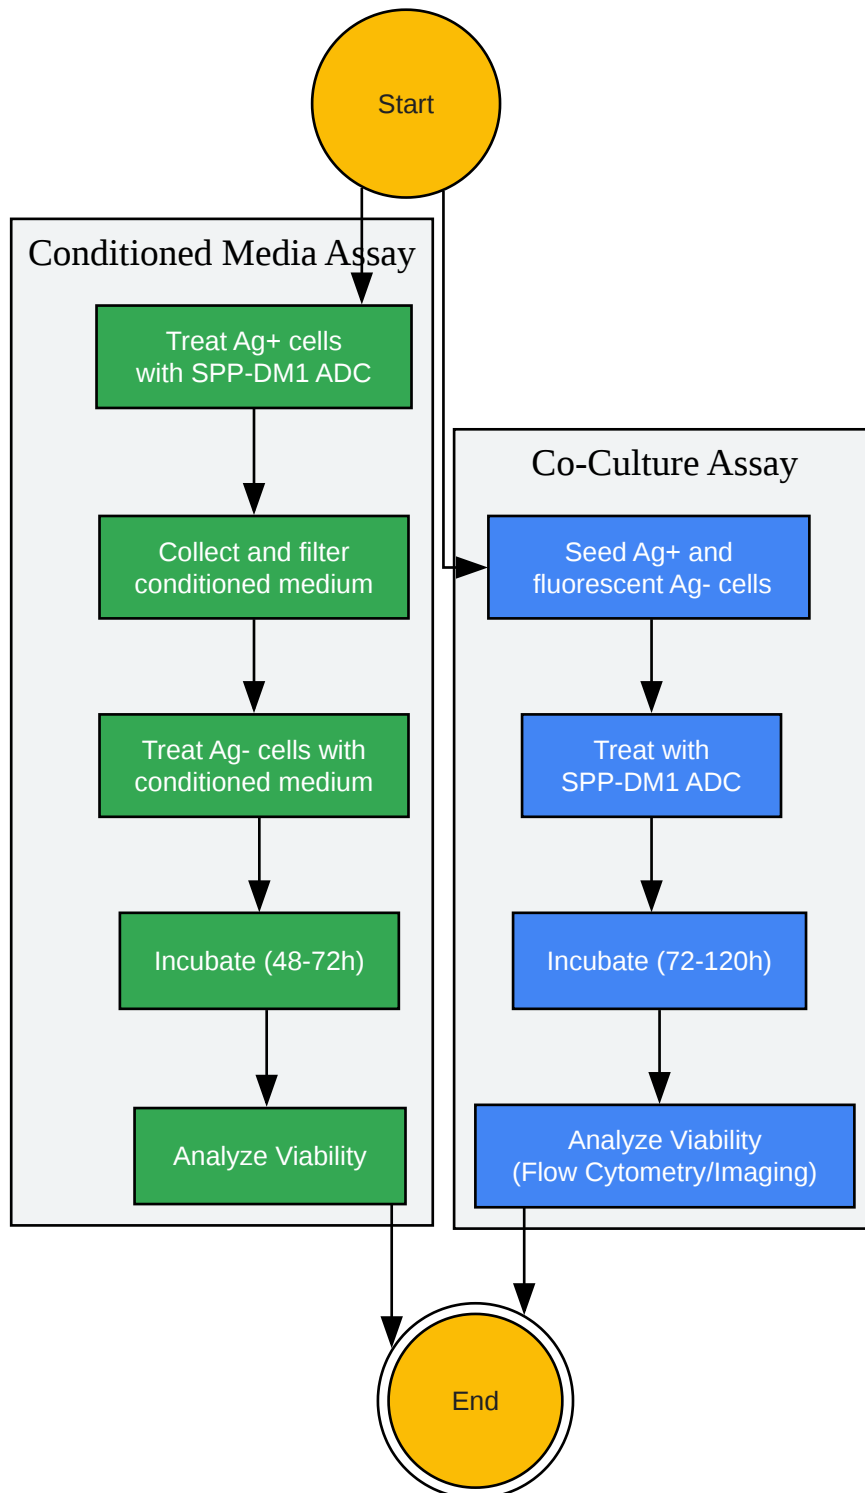 Start
Conditioned Media Assay
Treat Ag+ cells
with SPP-DM1 ADC
Collect and filter
conditioned medium
Treat Ag- cells with
conditioned medium
Incubate (48-72h)
Analyze Viability
Co-Culture Assay
Seed Ag+ and
fluorescent Ag- cells
Treat with
SPP-DM1 ADC
Incubate (72-120h)
Analyze Viability
(Flow Cytometry/Imaging)
End